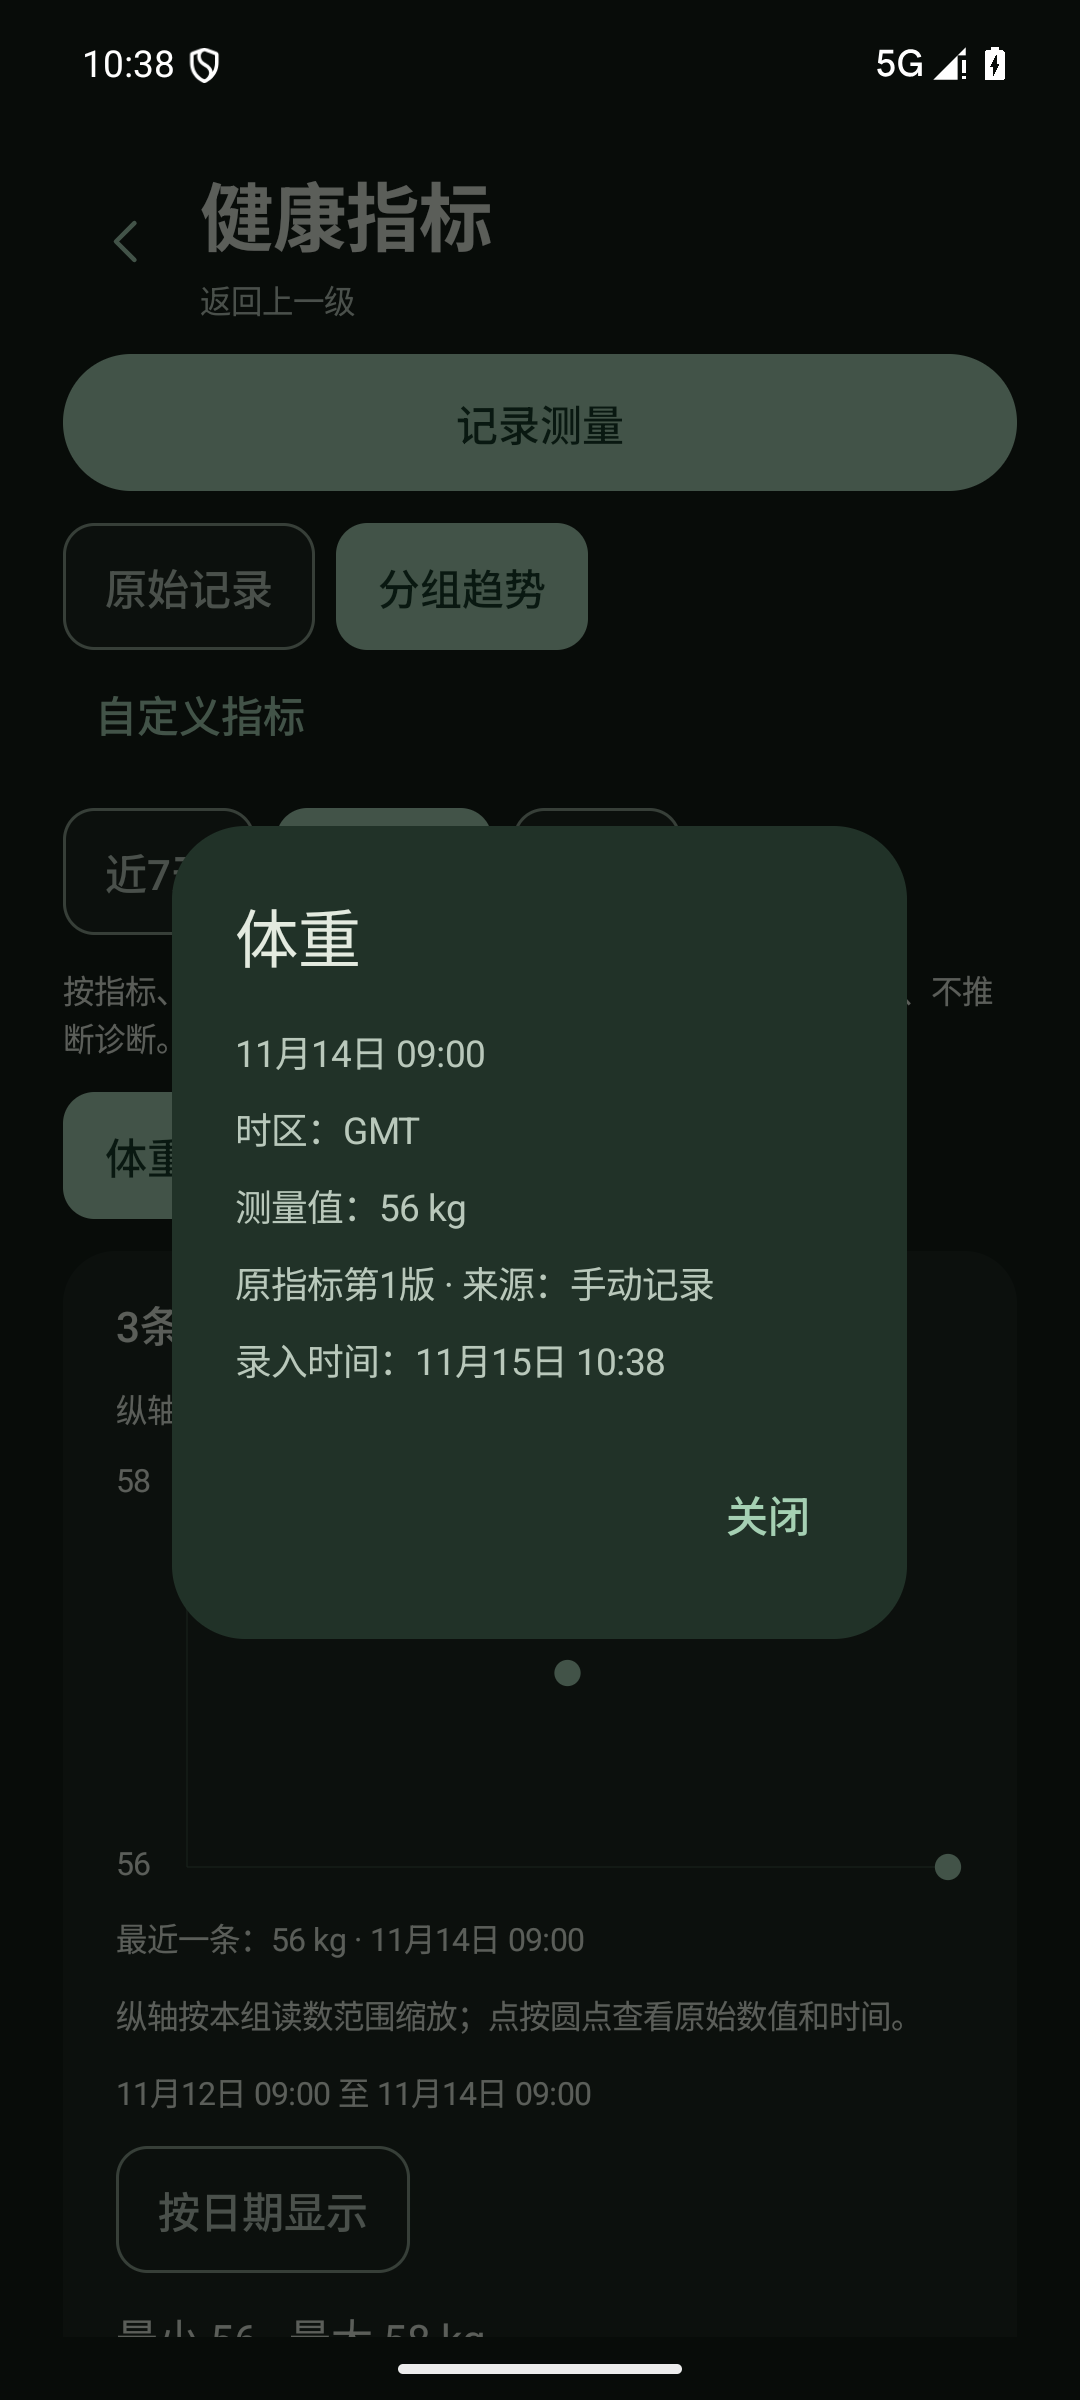 10:38
5G
健康指标
返回上一级
记录测量
原始记录
分组趋势
自定义指标
近7
按指标、
、不推
断诊断。
体重
体重
11月14日 09:00
时区：GMT
测量值：56 kg
原指标第1版 · 来源：手动记录
录入时间：11月15日 10:38
关闭
3条
纵轴
58
56
最近一条：56 kg · 11月14日 09:00
纵轴按本组读数范围缩放；点按圆点查看原始数值和时间。
11月12日 09:00 至 11月14日 09:00
按日期显示
最小 56 最大 58 kg